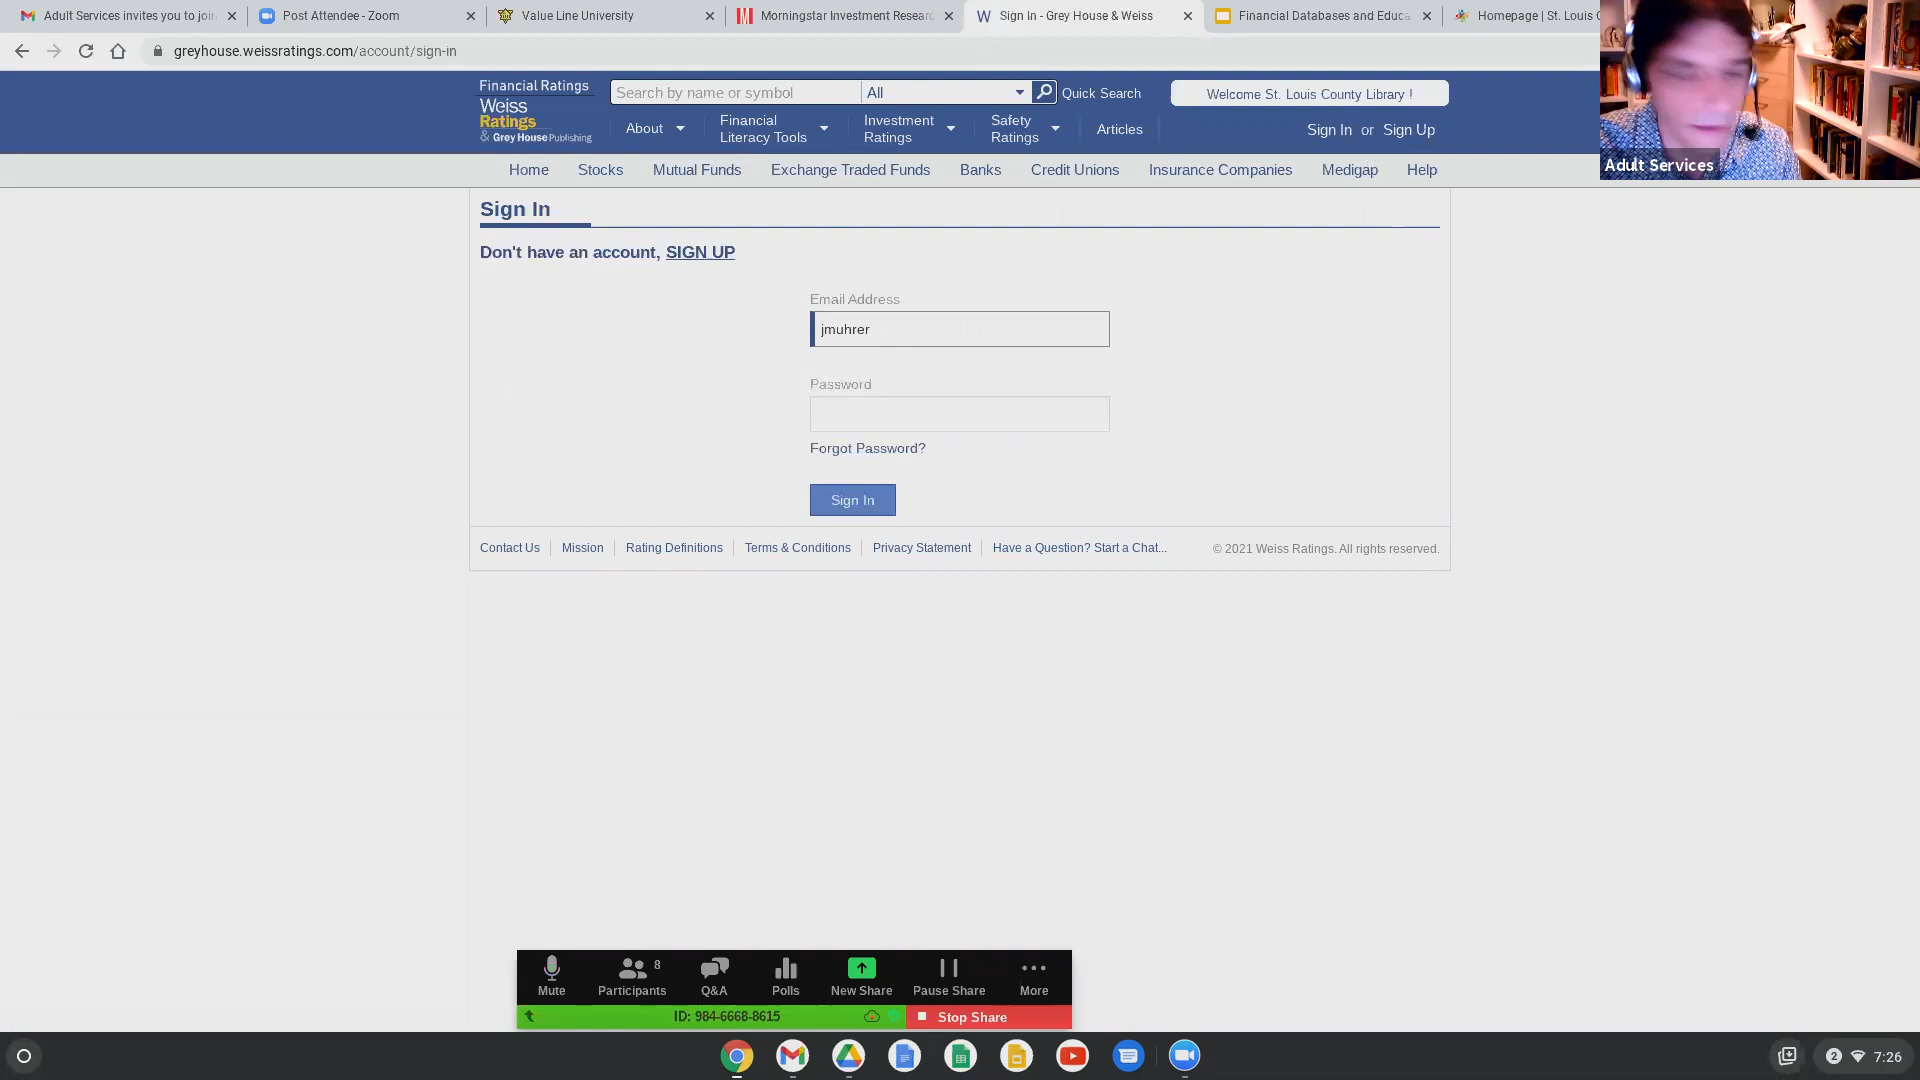 Adult Services invites you to joi
Post Attendee - Zoom
Value Line University
Morningstar Investment Researc
Sign In - Grey House & Weiss
Financial Databases and Educa
Homepage | St. Louis C
greyhouse.weissratings.com/account/sign-in
Financial Ratings
Weiss
Ratings
& Grey House Publishing
Search by name or symbol
All
Quick Search
Welcome St. Louis County Library !
About
Financial
Literacy Tools
Investment
Ratings
Safety
Ratings
Articles
Sign In or Sign Up
Adult Services
Home Stocks Mutual Funds Exchange Traded Funds Banks Credit Unions Insurance Companies Medigap Help
Sign In
Don't have an account, SIGN UP
Email Address
jmuhrer
Password
Forgot Password?
Sign In
Contact Us Mission Rating Definitions Terms & Conditions Privacy Statement Have a Question? Start a Chat... © 2021 Weiss Ratings. All rights reserved.
8
Mute Participants Q&A Polls New Share Pause Share More
ID: 984-6668-8615 Stop Share
2 7:26